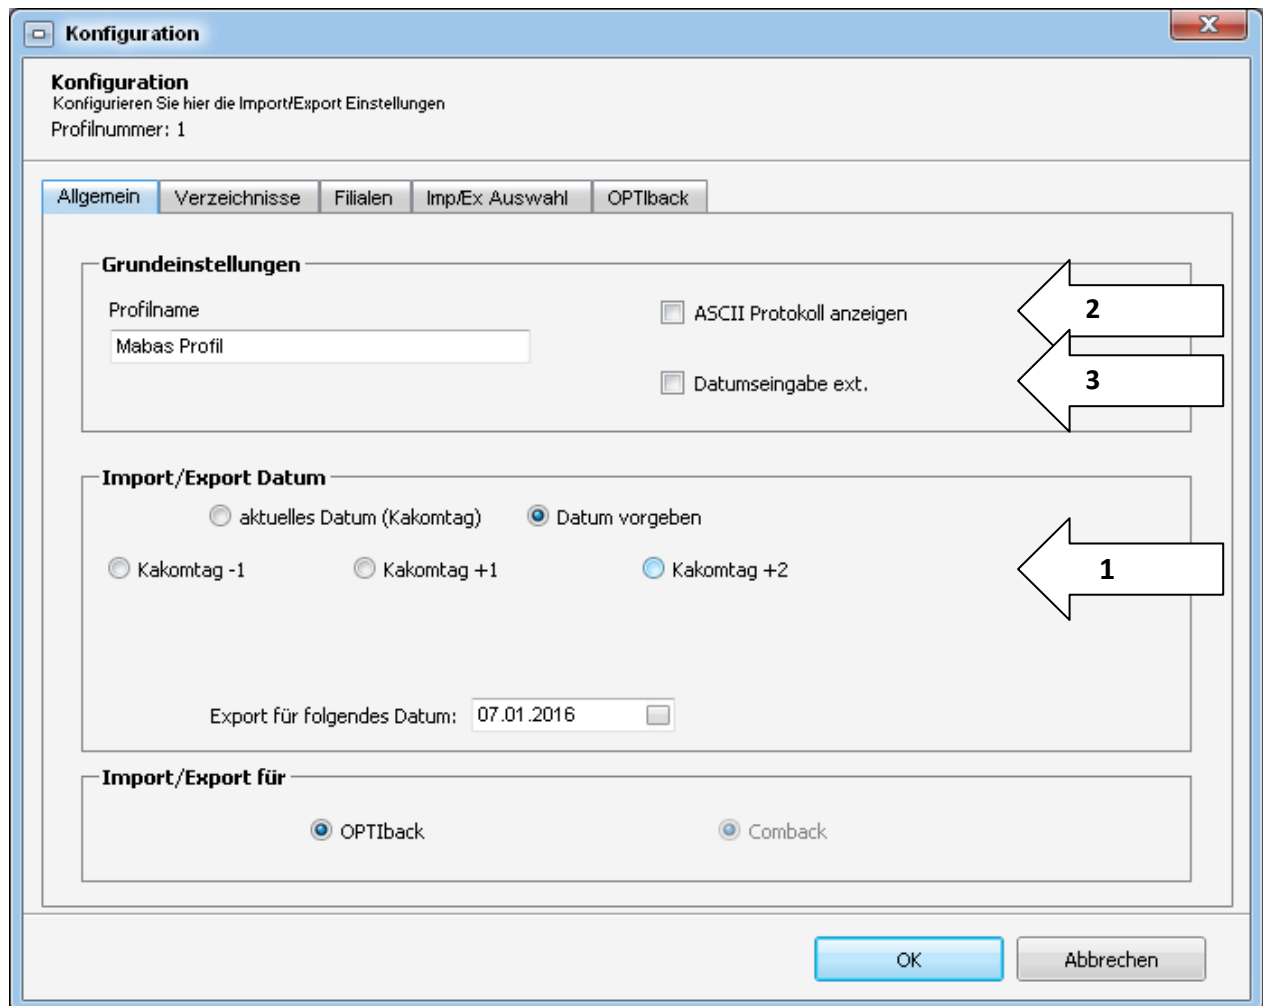 Konfiguration
Konfiguration
Konfigurieren Sie hier die Import/Export Einstellungen
Profilnummer: 1
Allgemein Verzeichnisse Filialen Imp/Ex Auswahl OPTIback
Grundeinstellungen
Profilname
ASCII Protokoll anzeigen 2
Mabas Profil
Datumseingabe ext. 3
Import/Export Datum
aktuelles Datum (Kakomtag) Datum vorgeben
Kakomtag -1 Kakomtag +1 Kakomtag +2 1
Export für folgendes Datum: 07.01.2016
Import/Export für
OPTIback Comback
OK Abbrechen